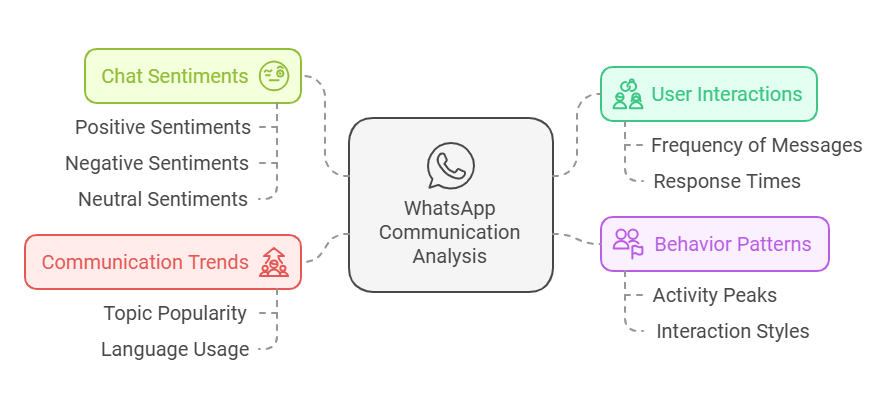 Chat Sentiments
Positive Sentiments
Negative Sentiments
Neutral Sentiments
Communication Trends
Topic Popularity
Language Usage
WhatsApp
Communication
Analysis
User Interactions
Frequency of Messages
Response Times
Behavior Patterns
Activity Peaks
Interaction Styles